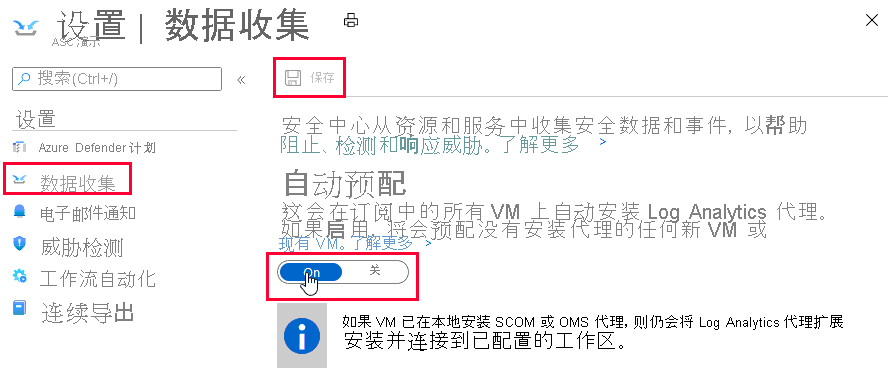 设置 | 数据收集
ASC 演示
搜索(Ctrl+/)
«
保存
设置
Azure Defender 计划
数据收集
电子邮件通知
威胁检测
工作流自动化
连续导出
安全中心从资源和服务中收集安全数据和事件, 以帮助
阻止、检测和响应威胁。了解更多 >
自动预配
这会在订阅中的所有 VM 上自动安装 Log Analytics 代理。
如果启用, 将会预配没有安装代理的任何新 VM 或
现有 VM。了解更多 >
On 关
如果 VM 已在本地安装 SCOM 或 OMS 代理, 则仍会将 Log Analytics 代理扩展
安装并连接到已配置的工作区。